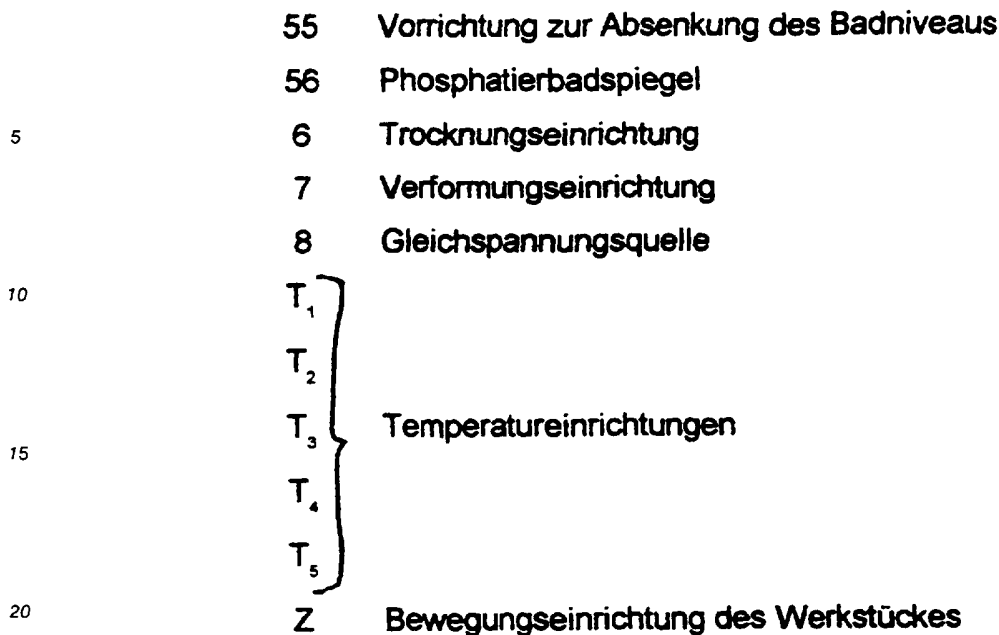 55 Vorrichtung zur Absenkung des Badniveaus
56 Phosphatierbadspiegel
5 6 Trocknungseinrichtung
7 Verformungseinrichtung
8 Gleichspannungsquelle
10 T₁
T₂
T₃ Temperatureinrichtungen
15
T₄
T₅
20 Z Bewegungseinrichtung des Werkstückes